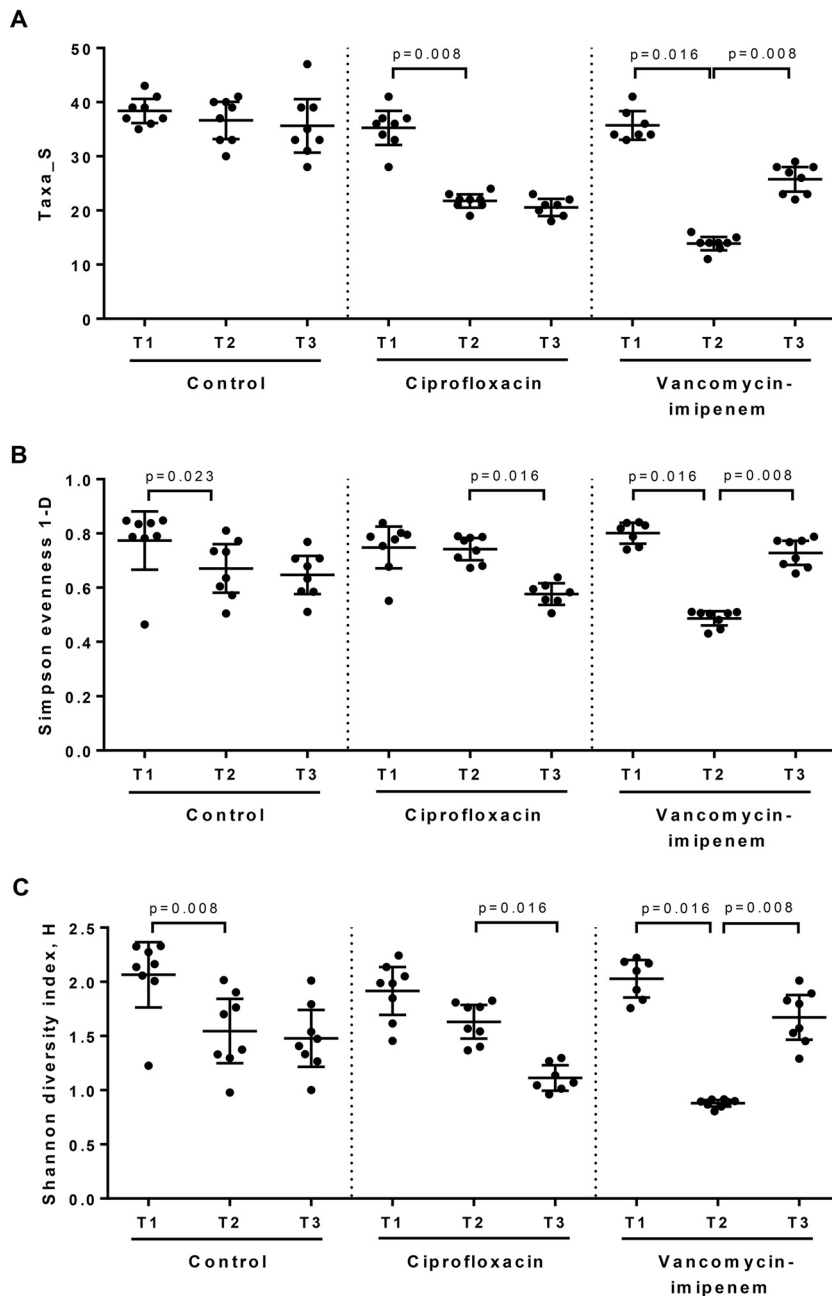 A
p=0.008
p=0.016
p=0.008
Taxa_S
50
40
30
20
10
0
T1 T2 T3 T1 T2 T3 T1 T2 T3
Control Ciprofloxacin Vancomycin-
imipenem
B
p=0.023
p=0.016
p=0.016
p=0.008
Simpson evenness 1-D
1.0
0.8
0.6
0.4
0.2
0.0
T1 T2 T3 T1 T2 T3 T1 T2 T3
Control Ciprofloxacin Vancomycin-
imipenem
C
p=0.008
p=0.016
p=0.016
p=0.008
Shannon diversity index, H
2.5
2.0
1.5
1.0
0.5
0.0
T1 T2 T3 T1 T2 T3 T1 T2 T3
Control Ciprofloxacin Vancomycin-
imipenem